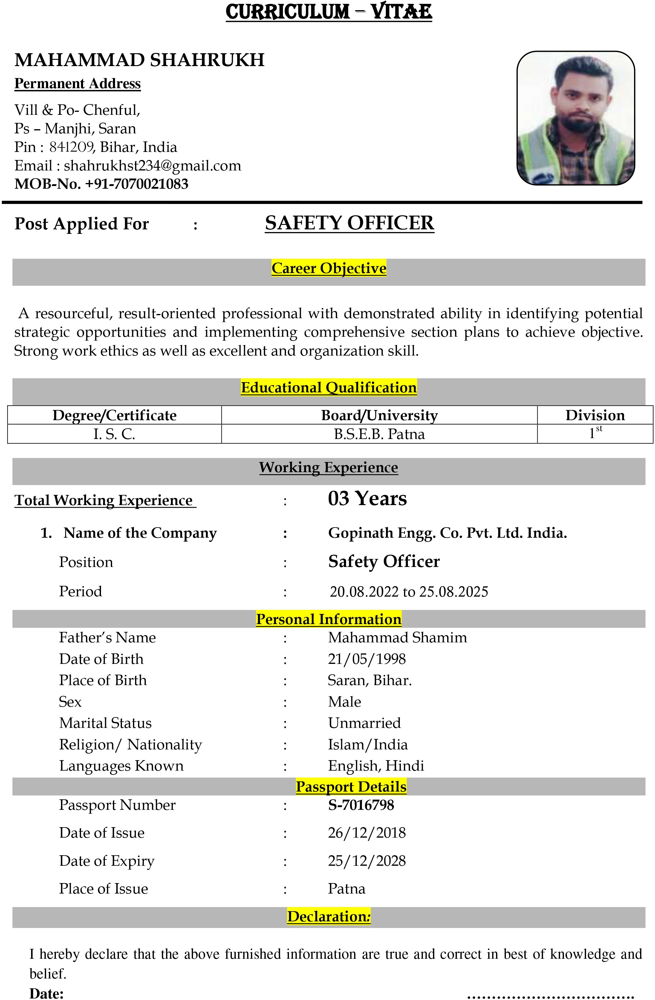 CURRICULUM – VITAE
MAHAMMAD SHAHRUKH
Permanent Address
Vill & Po- Chenful,
Ps – Manjhi, Saran
Pin : 841209, Bihar, India
Email : shahrukhst234@gmail.com
MOB-No. +91-7070021083
Post Applied For : SAFETY OFFICER
Career Objective
A resourceful, result-oriented professional with demonstrated ability in identifying potential
strategic opportunities and implementing comprehensive section plans to achieve objective.
Strong work ethics as well as excellent and organization skill.
Educational Qualification
Degree/Certificate Board/University Division
I. S. C. B.S.E.B. Patna 1st
Working Experience
Total Working Experience : 03 Years
1. Name of the Company : Gopinath Engg. Co. Pvt. Ltd. India.
Position : Safety Officer
Period : 20.08.2022 to 25.08.2025
Personal Information
Father’s Name : Mahammad Shamim
Date of Birth : 21/05/1998
Place of Birth : Saran, Bihar.
Sex : Male
Marital Status : Unmarried
Religion/ Nationality : Islam/India
Languages Known : English, Hindi
Passport Details
Passport Number : S-7016798
Date of Issue : 26/12/2018
Date of Expiry : 25/12/2028
Place of Issue : Patna
Declaration:
I hereby declare that the above furnished information are true and correct in best of knowledge and
belief.
Date: ……………………………….